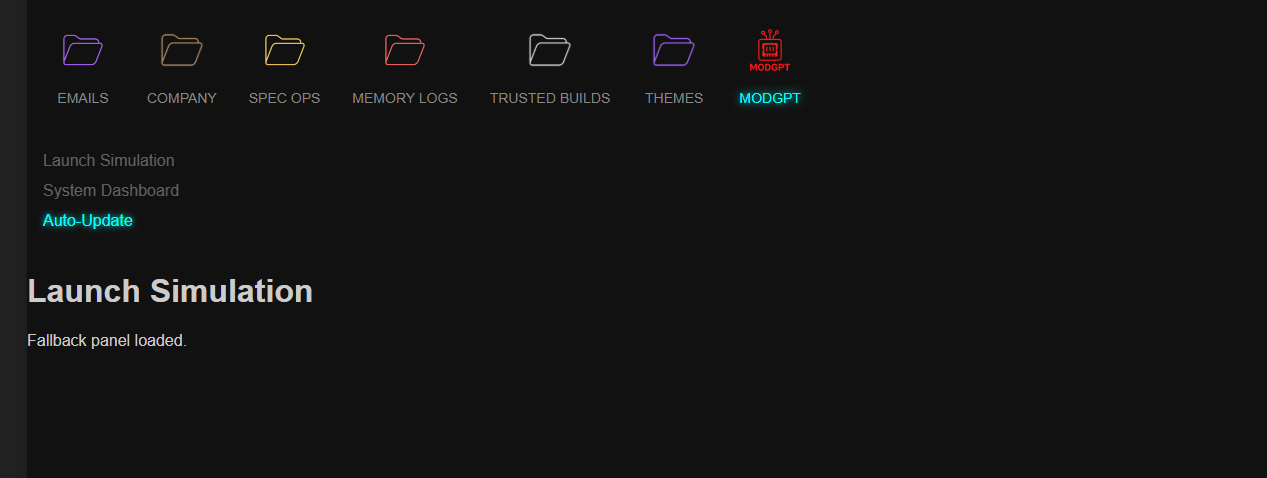 MODGPT
EMAILS COMPANY SPEC OPS MEMORY LOGS TRUSTED BUILDS THEMES MODGPT
Launch Simulation
System Dashboard
Auto-Update
Launch Simulation
Fallback panel loaded.